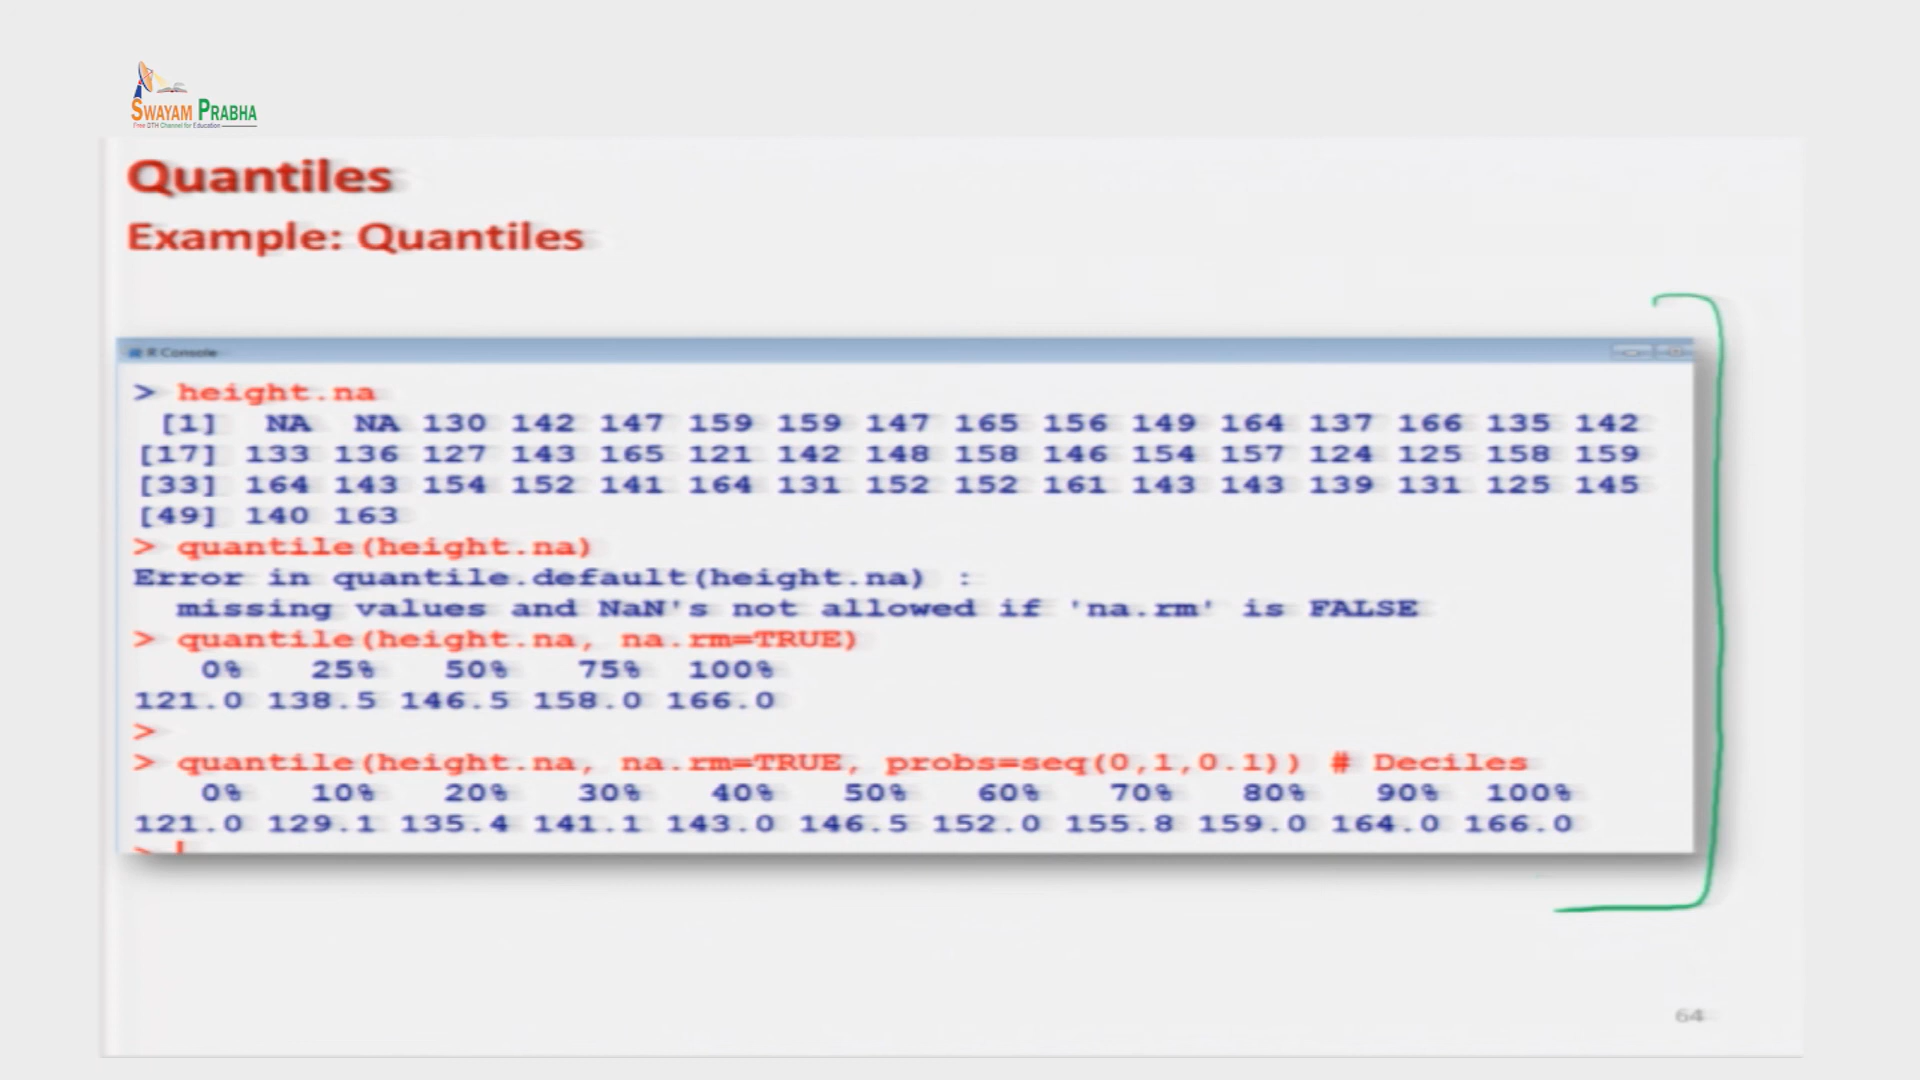 SWAYAM PRABHA
Free DTH Channel for Education
Quantiles
Example: Quantiles
R Console
> height.na
[1] NA NA 130 142 147 159 159 147 165 156 149 164 137 166 135 142
[17] 133 136 127 143 165 121 142 148 158 146 154 157 124 125 158 159
[33] 164 143 154 152 141 164 131 152 152 161 143 143 139 131 125 145
[49] 140 163
> quantile(height.na)
Error in quantile.default(height.na) :
missing values and NaN's not allowed if 'na.rm' is FALSE
> quantile(height.na, na.rm=TRUE)
0% 25% 50% 75% 100%
121.0 138.5 146.5 158.0 166.0
>
> quantile(height.na, na.rm=TRUE, probs=seq(0,1,0.1)) # Deciles
0% 10% 20% 30% 40% 50% 60% 70% 80% 90% 100%
121.0 129.1 135.4 141.1 143.0 146.5 152.0 155.8 159.0 164.0 166.0
>
64